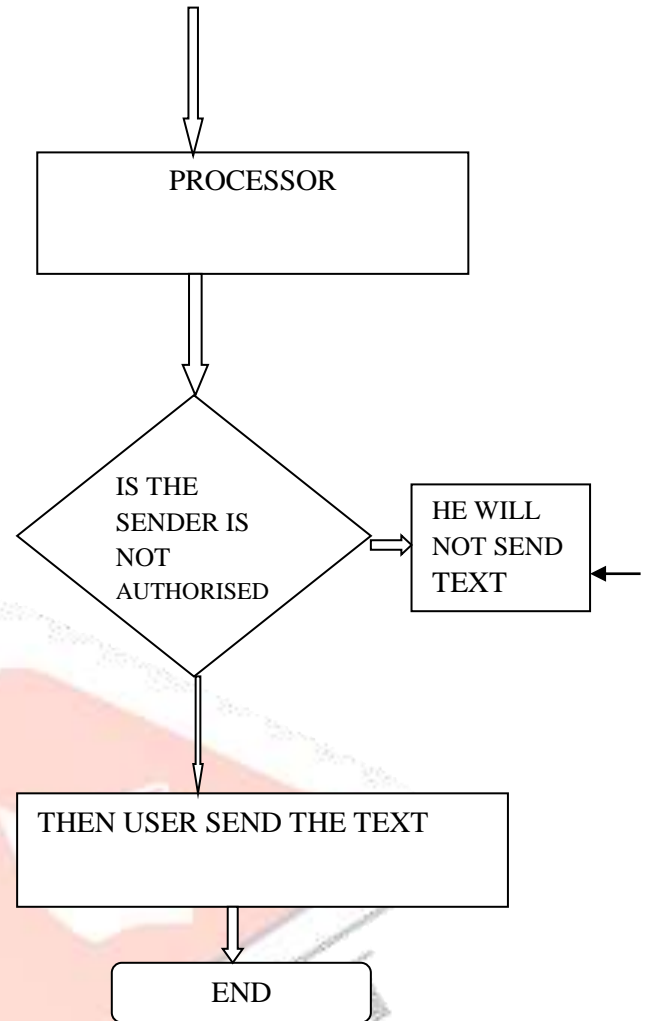 PROCESSOR
IS THE
SENDER IS
NOT
AUTHORISED
HE WILL
NOT SEND
TEXT
THEN USER SEND THE TEXT
END